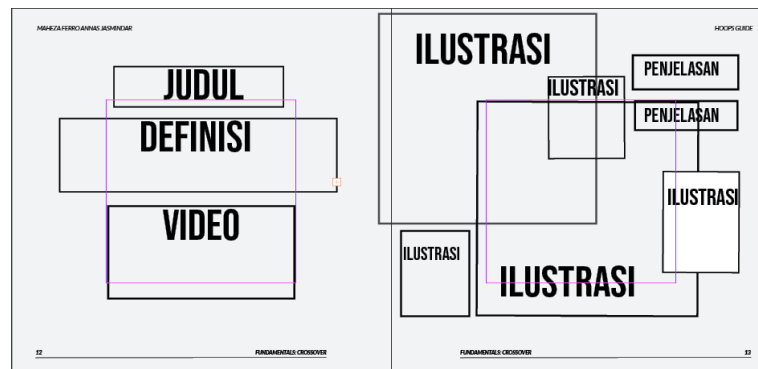 MAHEZA FERRO ANNAS JASMINDAR
JUDUL
DEFINISI
VIDEO
12
FUNDAMENTALS: CROSSOVER
HOOPS GUIDE
ILUSTRASI
ILUSTRASI
PENJELASAN
PENJELASAN
ILUSTRASI
ILUSTRASI
ILUSTRASI
FUNDAMENTALS: CROSSOVER
13